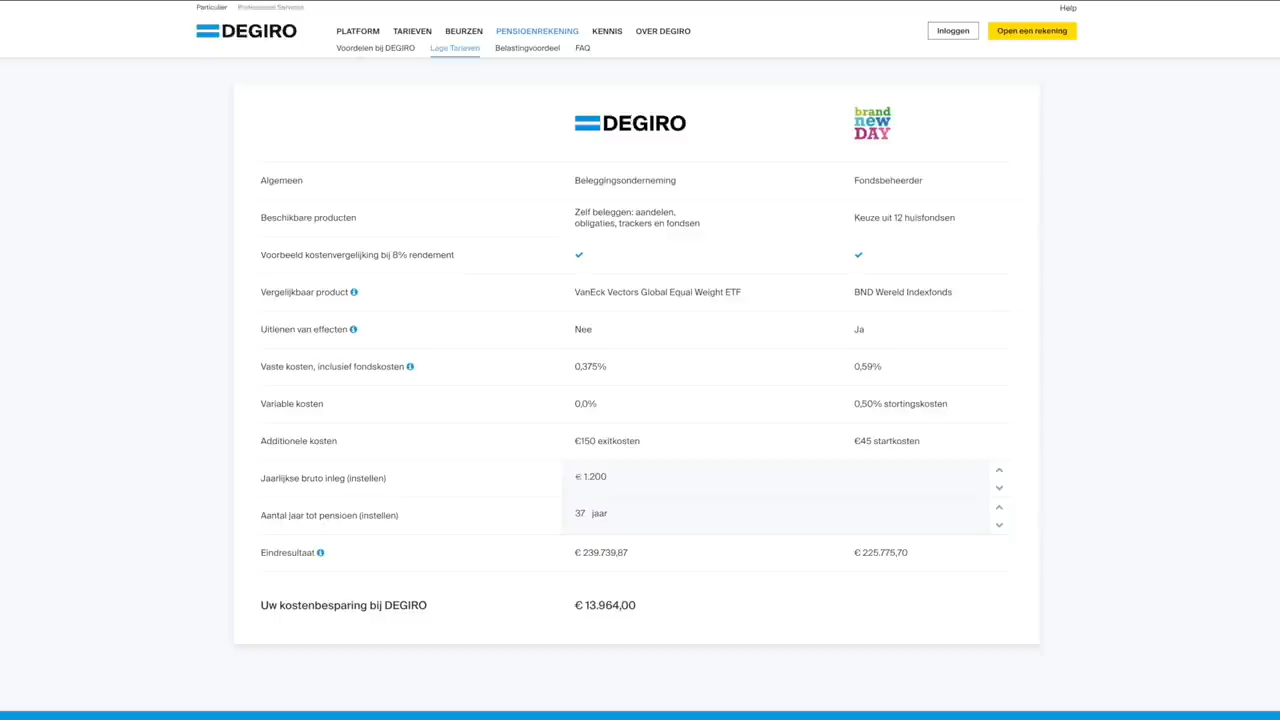 Particulier Professional Services Help
DEGIRO PLATFORM TARIEVEN BEURZEN PENSIOENREKENING KENNIS OVER DEGIRO Inloggen Open een rekening
Voordelen bij DEGIRO Lage Tarieven Belastingvoordeel FAQ
DEGIRO brand new DAY
Algemeen Beleggingsonderneming Fondsbeheerder
Beschikbare producten Zelf beleggen: aandelen, obligaties, trackers en fondsen Keuze uit 12 huisfondsen
Voorbeeld kostenvergelijking bij 8% rendement
Vergelijkbaar product VanEck Vectors Global Equal Weight ETF BND Wereld Indexfonds
Uitlenen van effecten Nee Ja
Vaste kosten, inclusief fondskosten 0,375% 0,59%
Variable kosten 0,0% 0,50% stortingskosten
Additionele kosten €150 exitkosten €45 startkosten
Jaarlijkse bruto inleg (instellen) € 1.200
Aantal jaar tot pensioen (instellen) 37 jaar
Eindresultaat € 239.739,87 € 225.775,70
Uw kostenbesparing bij DEGIRO € 13.964,00